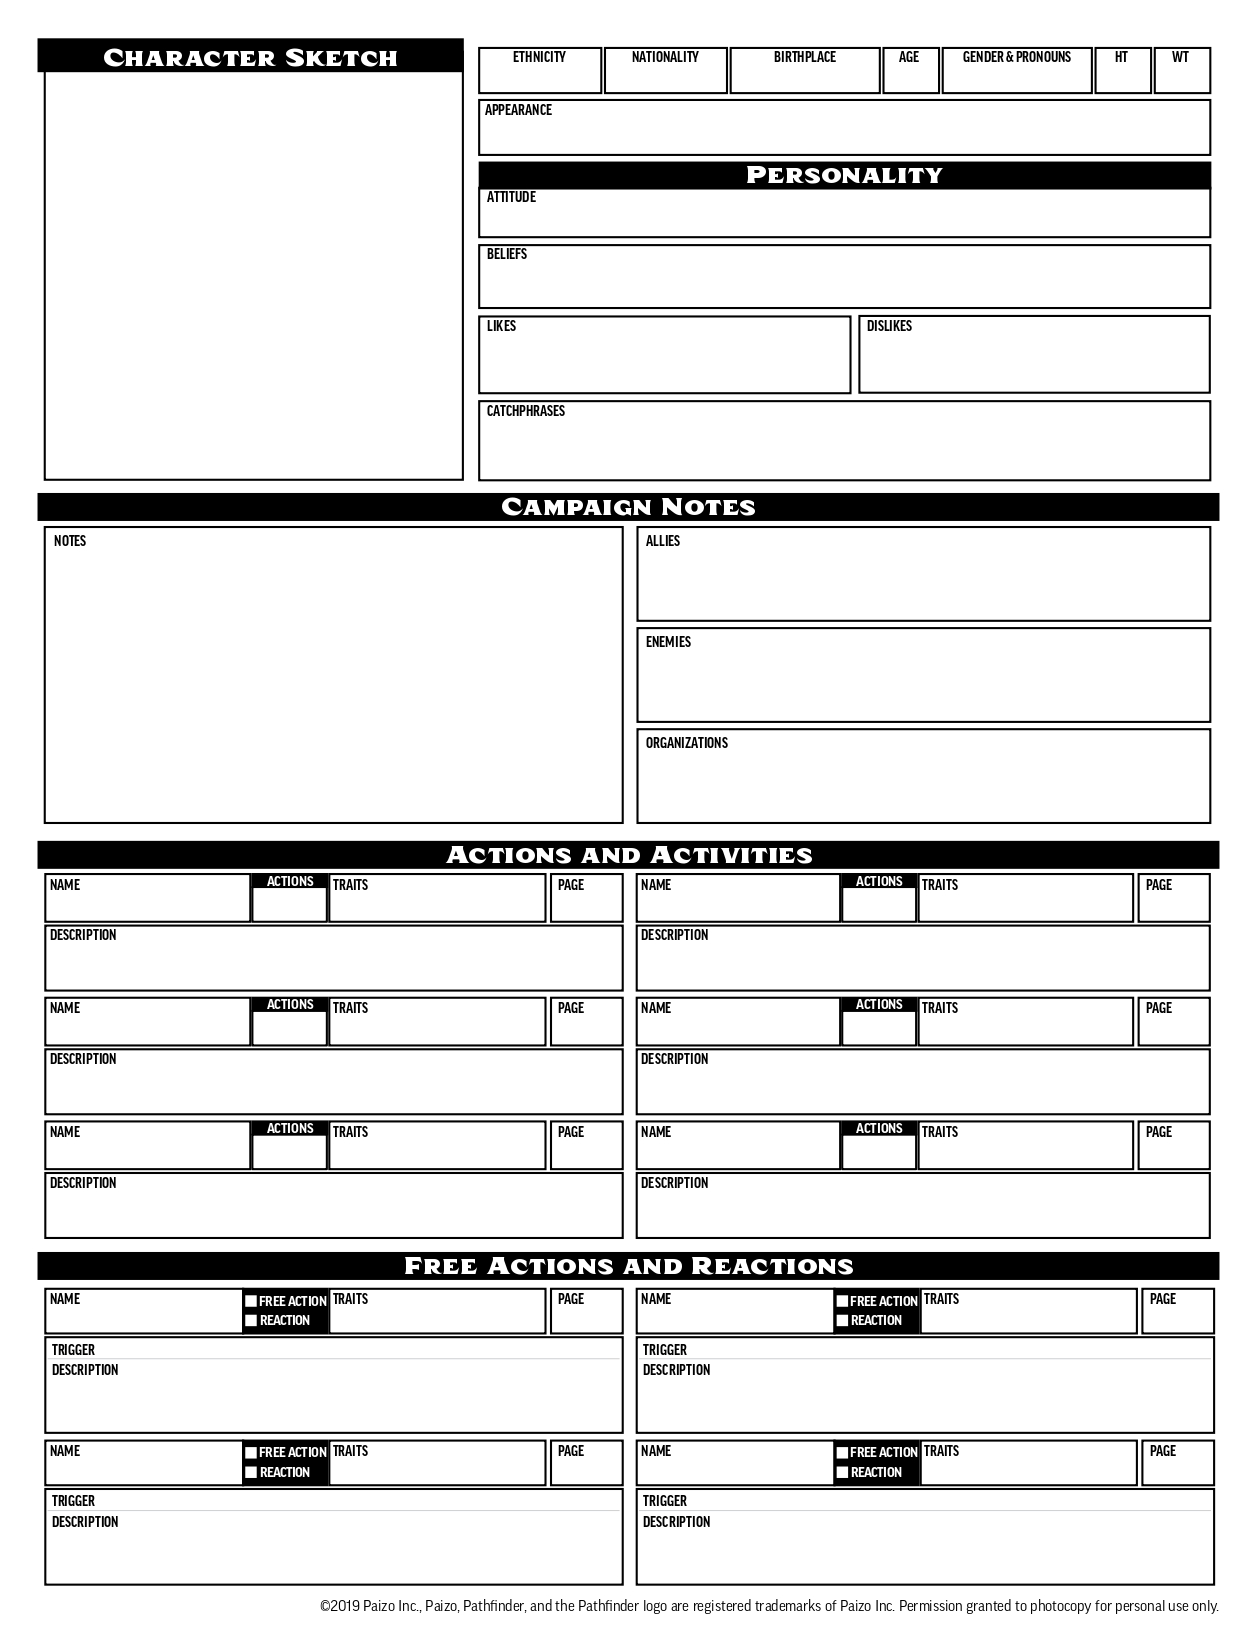 CHARACTER SKETCH
ETHNICITY NATIONALITY BIRTHPLACE AGE GENDER & PRONOUNS HT WT
APPEARANCE
PERSONALITY
ATTITUDE
BELIEFS
LIKES DISLIKES
CATCHPHRASES
CAMPAIGN NOTES
NOTES ALLIES
ENEMIES
ORGANIZATIONS
ACTIONS AND ACTIVITIES
NAME ACTIONS TRAITS PAGE NAME ACTIONS TRAITS PAGE
DESCRIPTION DESCRIPTION
NAME ACTIONS TRAITS PAGE NAME ACTIONS TRAITS PAGE
DESCRIPTION DESCRIPTION
NAME ACTIONS TRAITS PAGE NAME ACTIONS TRAITS PAGE
DESCRIPTION DESCRIPTION
FREE ACTIONS AND REACTIONS
NAME FREE ACTION TRAITS PAGE NAME FREE ACTION TRAITS PAGE
REACTION REACTION
TRIGGER TRIGGER
DESCRIPTION DESCRIPTION
NAME FREE ACTION TRAITS PAGE NAME FREE ACTION TRAITS PAGE
REACTION REACTION
TRIGGER TRIGGER
DESCRIPTION DESCRIPTION
©2019 Paizo Inc., Paizo, Pathfinder, and the Pathfinder logo are registered trademarks of Paizo Inc. Permission granted to photocopy for personal use only.